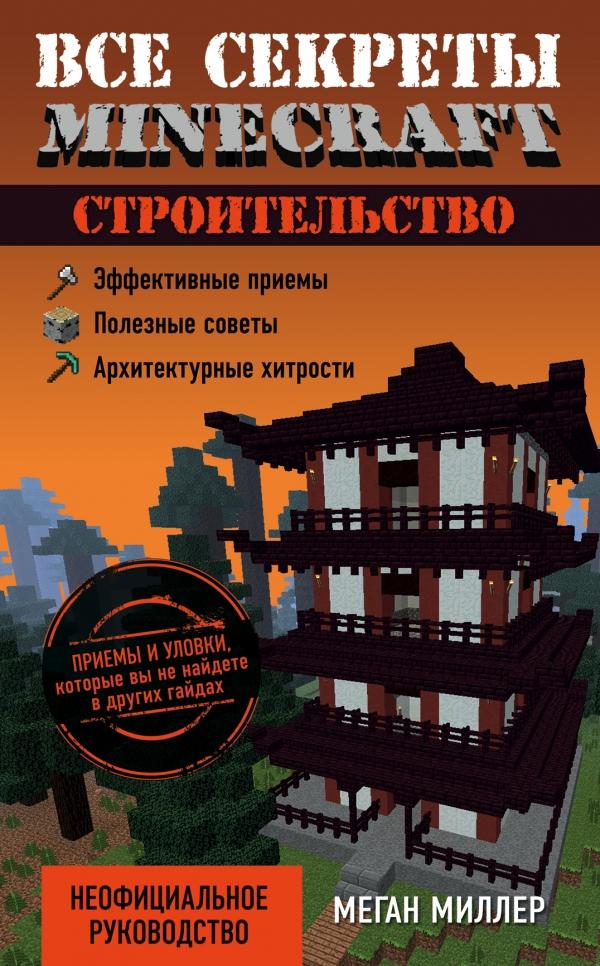 ВСЕ СЕКРЕТЫ
MINECRAFT
СТРОИТЕЛЬСТВО
Эффективные приемы
Полезные советы
Архитектурные хитрости
ПРИЕМЫ И УЛОВКИ,
которые вы не найдете
в других гайдах
НЕОФИЦИАЛЬНОЕ
РУКОВОДСТВО
МЕГАН МИЛЛЕР